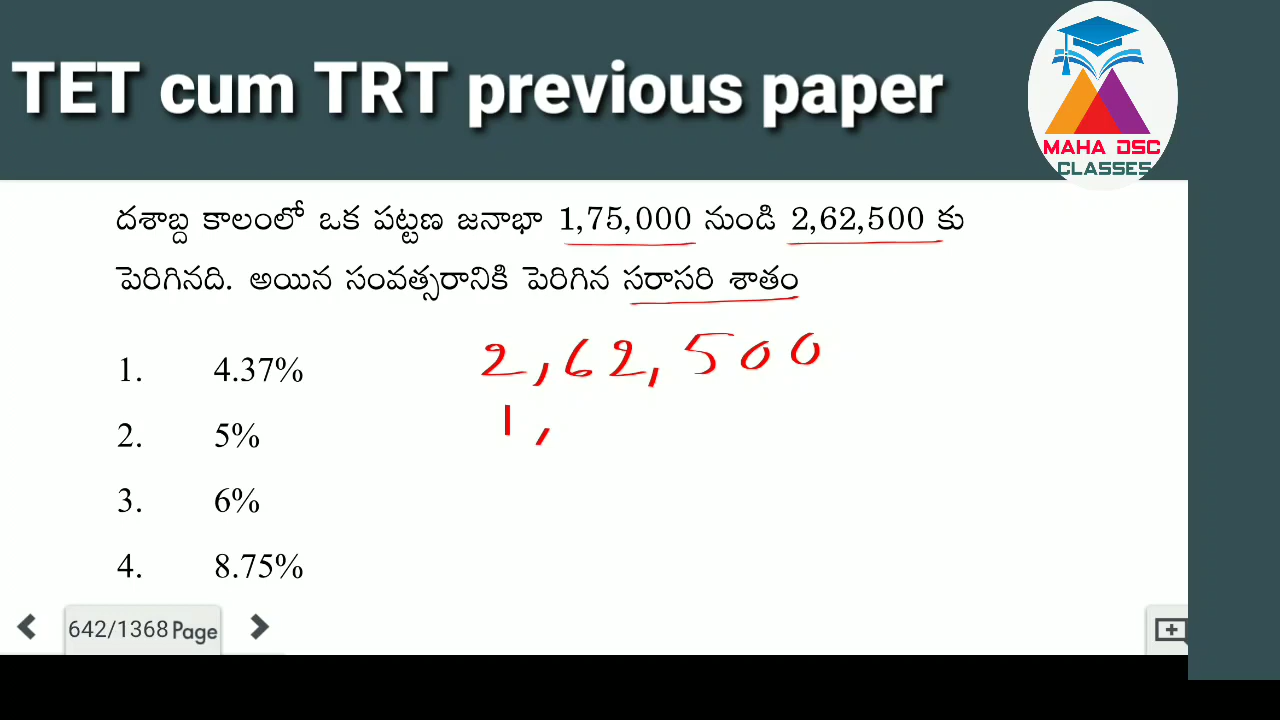 TET cum TRT previous paper
MAHA DSC
CLASSES
దశాబ్ద కాలంలో ఒక పట్టణ జనాభా 1,75,000 నుండి 2,62,500 కు
పెరిగినది. అయిన సంవత్సరానికి పెరిగిన సరాసరి శాతం
1. 4.37%
2. 5%
3. 6%
4. 8.75%
2,62,500
1,
642/1368 Page